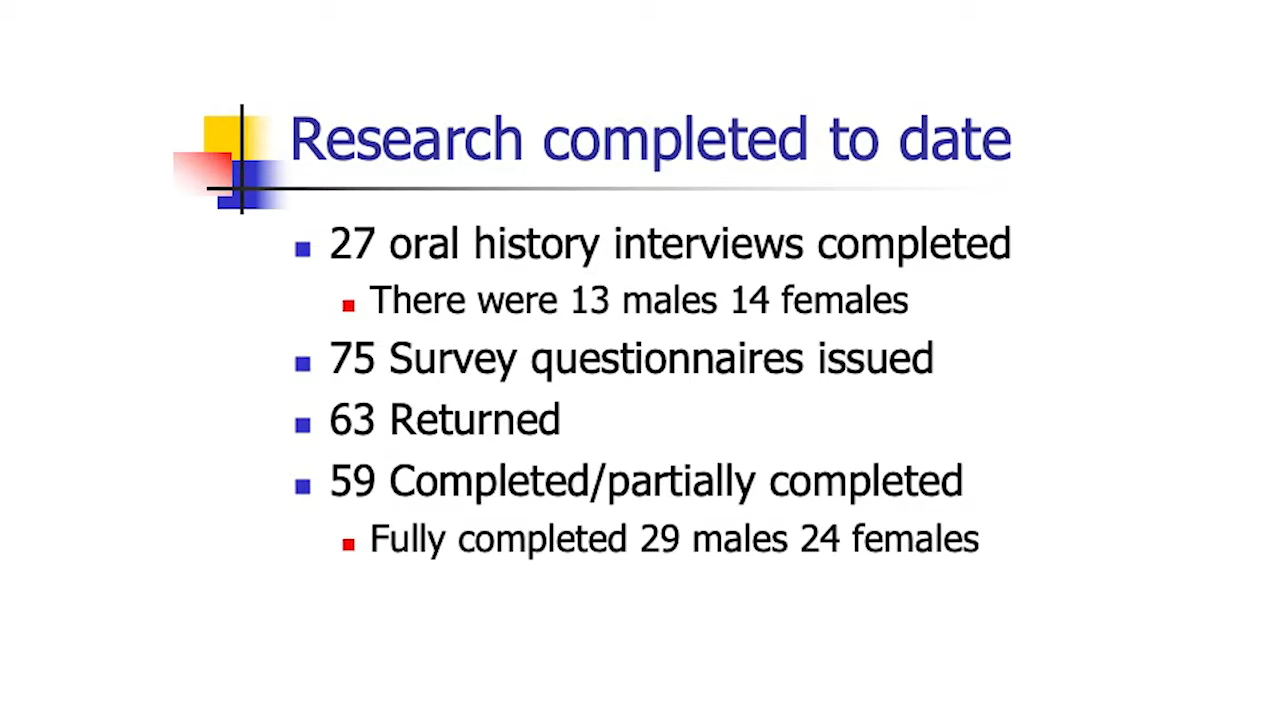 Research completed to date
27 oral history interviews completed
There were 13 males 14 females
75 Survey questionnaires issued
63 Returned
59 Completed/partially completed
Fully completed 29 males 24 females